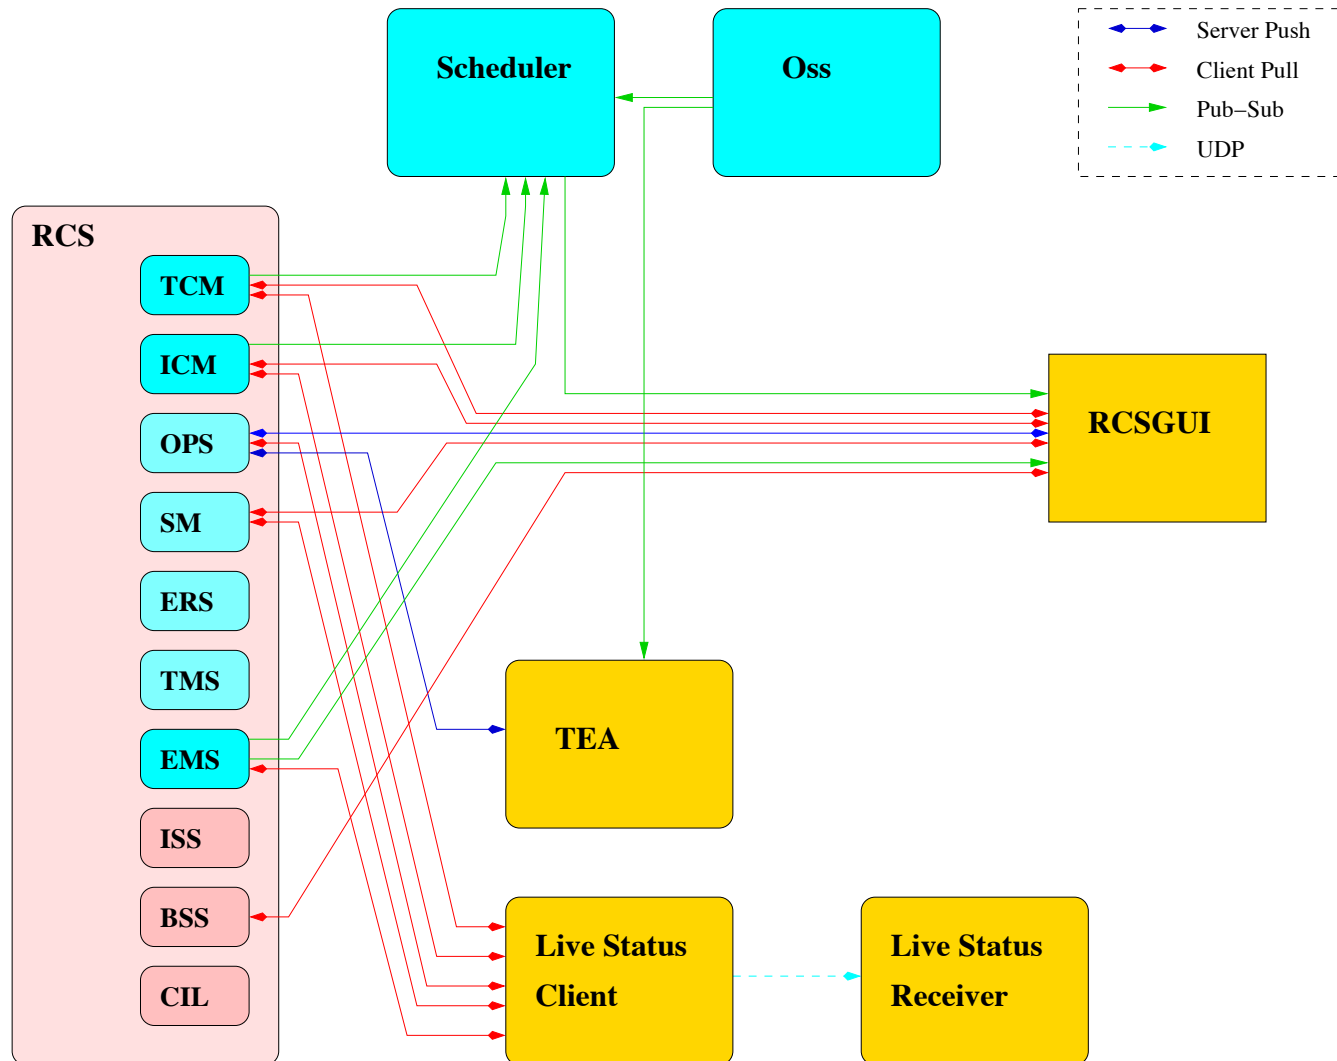 Scheduler
Oss
Server Push
Client Pull
Pub−Sub
UDP
RCS
TCM
ICM
OPS
SM
ERS
TMS
EMS
ISS
BSS
CIL
RCSGUI
TEA
Live Status
Client
Live Status
Receiver